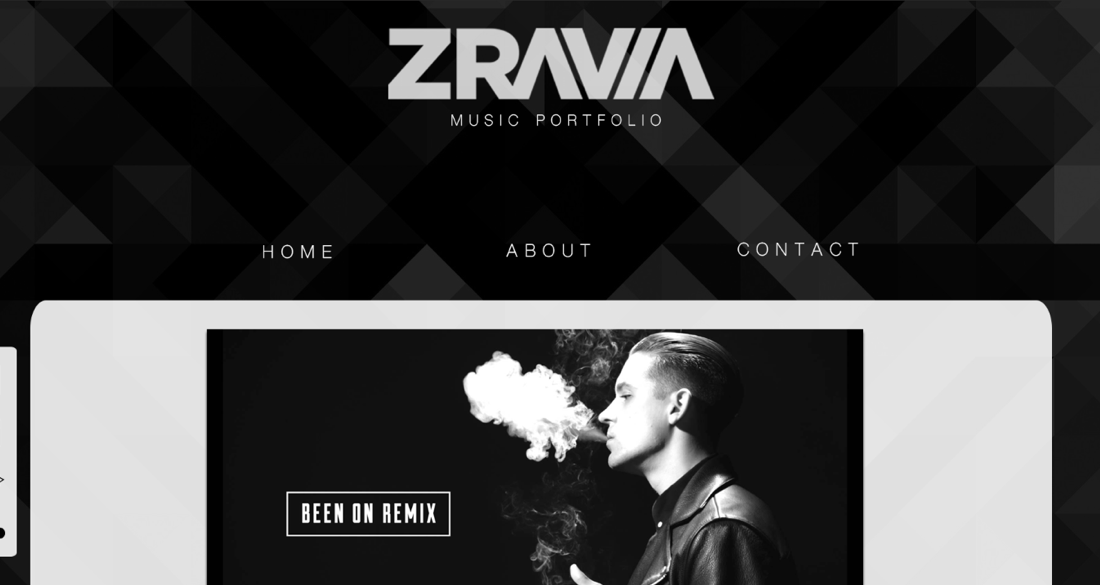 ZRAVIA
MUSIC PORTFOLIO
HOME ABOUT CONTACT
BEEN ON REMIX